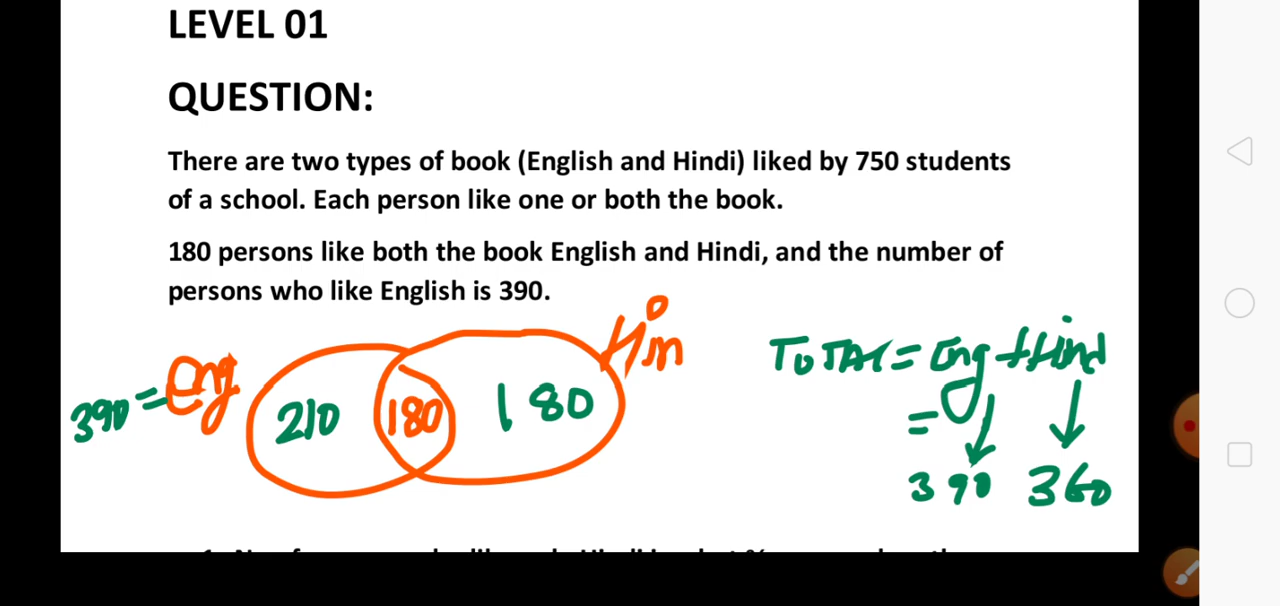 LEVEL 01
QUESTION:
There are two types of book (English and Hindi) liked by 750 students
of a school. Each person like one or both the book.
180 persons like both the book English and Hindi, and the number of
persons who like English is 390.
390 = Eng 210 180 180 Hin
TOTAL = Eng + Hind
=
390 360